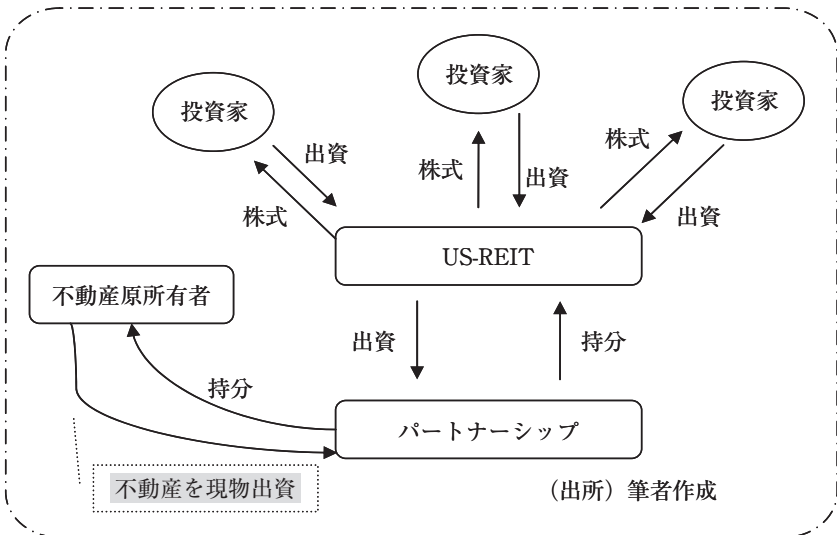 投資家
投資家
投資家
出資
株式
株式
出資
株式
出資
US-REIT
不動産原所有者
出資
持分
持分
パートナーシップ
不動産を現物出資
（出所）筆者作成